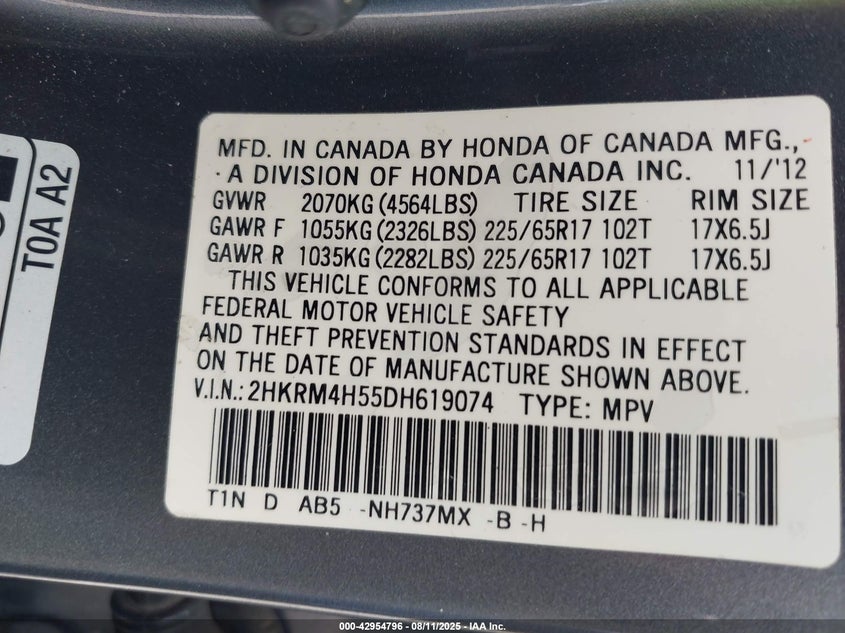 MFD. IN CANADA BY HONDA OF CANADA MFG.,
A DIVISION OF HONDA CANADA INC. 11/'12
GVWR 2070KG (4564LBS) TIRE SIZE RIM SIZE
GAWR F 1055KG (2326LBS) 225/65R17 102T 17X6.5J
GAWR R 1035KG (2282LBS) 225/65R17 102T 17X6.5J
THIS VEHICLE CONFORMS TO ALL APPLICABLE
FEDERAL MOTOR VEHICLE SAFETY
AND THEFT PREVENTION STANDARDS IN EFFECT
ON THE DATE OF MANUFACTURE SHOWN ABOVE.
V.I.N.: 2HKRM4H55DH619074 TYPE: MPV
T1N D AB5 -NH737MX -B -H
T0A A2
000-42954796 - 08/11/2025 - IAA Inc.